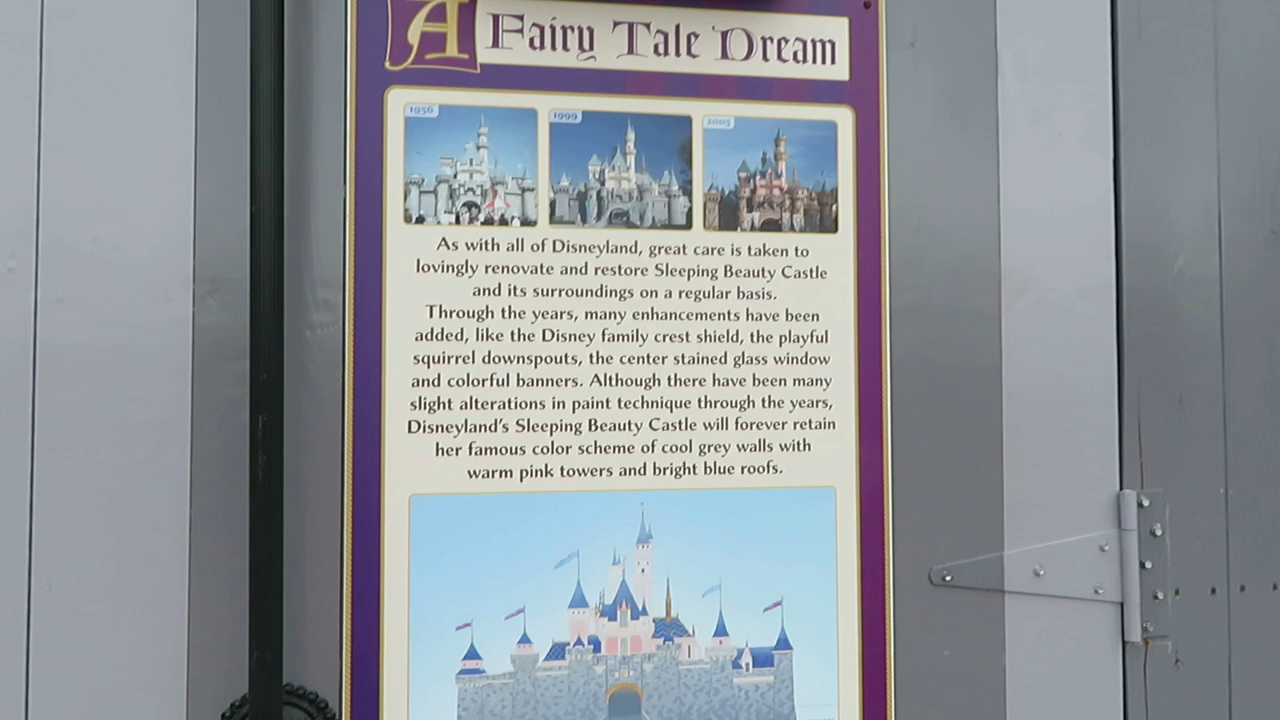 A Fairy Tale Dream
1956
1999
2005
As with all of Disneyland, great care is taken to
lovingly renovate and restore Sleeping Beauty Castle
and its surroundings on a regular basis.
Through the years, many enhancements have been
added, like the Disney family crest shield, the playful
squirrel downspouts, the center stained glass window
and colorful banners. Although there have been many
slight alterations in paint technique through the years,
Disneyland's Sleeping Beauty Castle will forever retain
her famous color scheme of cool grey walls with
warm pink towers and bright blue roofs.